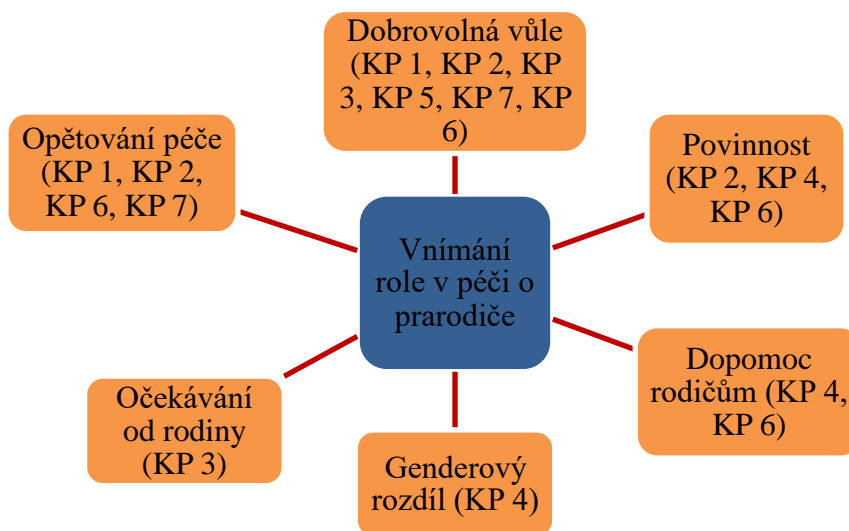 Dobrovolná vůle
(KP 1, KP 2, KP
3, KP 5, KP 7, KP
6)
Opětování péče
(KP 1, KP 2,
KP 6, KP 7)
Povinnost
(KP 2, KP 4,
KP 6)
Vnímání
role v péči o
prarodiče
Očekávání
od rodiny
(KP 3)
Genderový
rozdíl (KP 4)
Dopomoc
rodičům (KP 4,
KP 6)